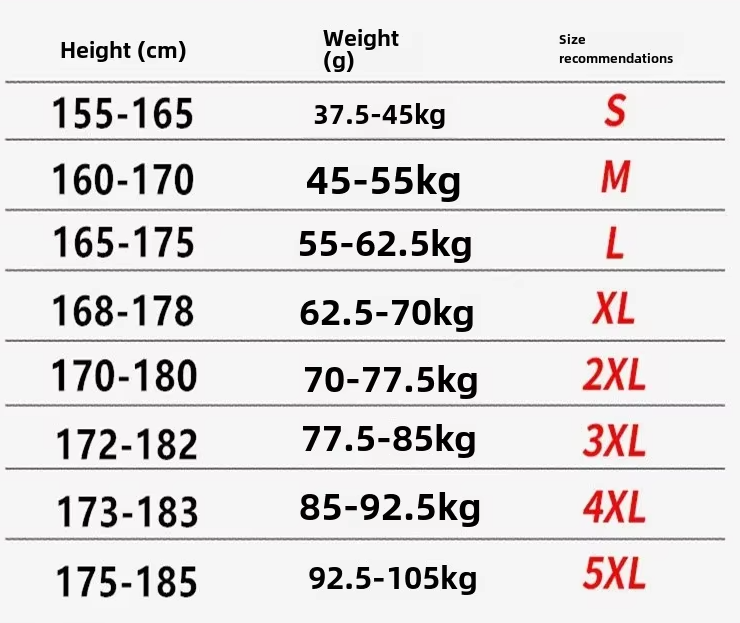 Height (cm) Weight (g) Size recommendations
155-165 37.5-45kg S
160-170 45-55kg M
165-175 55-62.5kg L
168-178 62.5-70kg XL
170-180 70-77.5kg 2XL
172-182 77.5-85kg 3XL
173-183 85-92.5kg 4XL
175-185 92.5-105kg 5XL